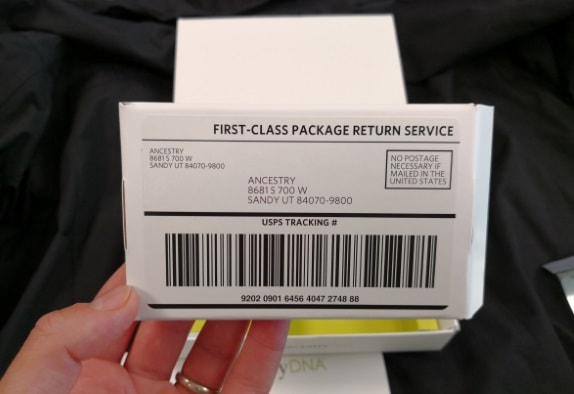 FIRST-CLASS PACKAGE RETURN SERVICE
ANCESTRY
8681 S 700 W
SANDY UT 84070-9800
NO POSTAGE
NECESSARY IF
MAILED IN THE
UNITED STATES
ANCESTRY
8681 S 700 W
SANDY UT 84070-9800
USPS TRACKING #
9202 0901 6456 4047 2748 88
yDNA